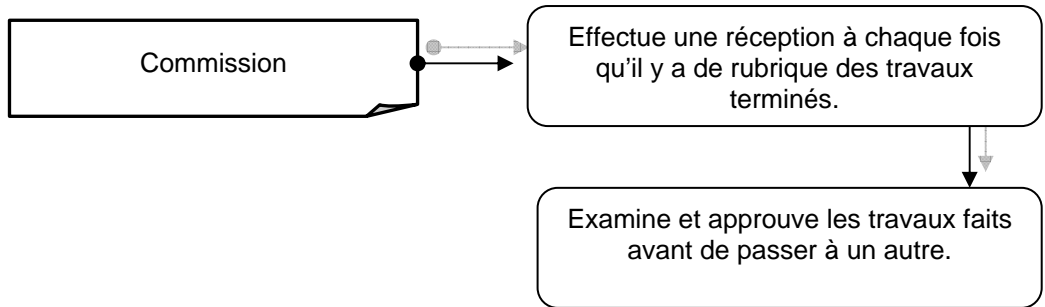 Commission
Effectue une réception à chaque fois
qu’il y a de rubrique des travaux
terminés.
Examine et approuve les travaux faits
avant de passer à un autre.